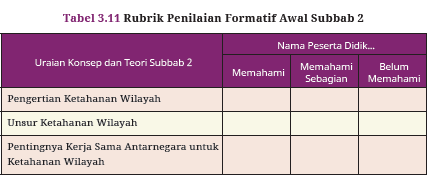 Tabel 3.11 Rubrik Penilaian Formatif Awal Subbab 2
Uraian Konsep dan Teori Subbab 2
Nama Peserta Didik...
Memahami
Memahami
Sebagian
Belum
Memahami
Pengertian Ketahanan Wilayah
Unsur Ketahanan Wilayah
Pentingnya Kerja Sama Antarnegara untuk
Ketahanan Wilayah